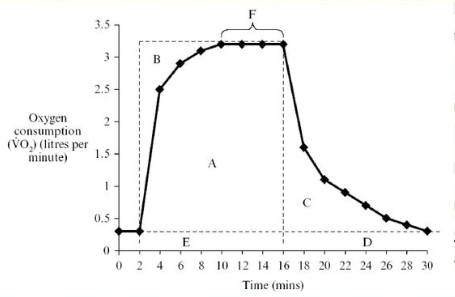 F
3.5
3
2.5
2
1.5
1
0.5
0
B
A
C
E
D
Oxygen
consumption
(V̇O₂) (litres per
minute)
0 2 4 6 8 10 12 14 16 18 20 22 24 26 28 30
Time (mins)